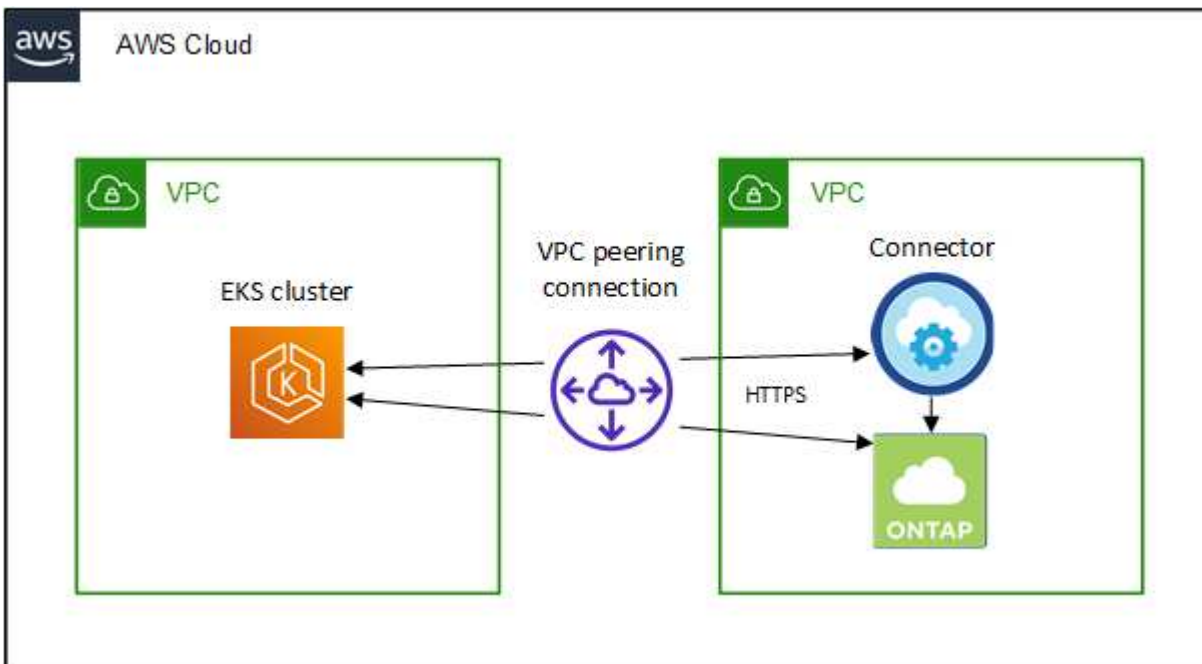 aws
AWS Cloud
VPC
VPC
Connector
VPC peering
connection
EKS cluster
K
HTTPS
ONTAP